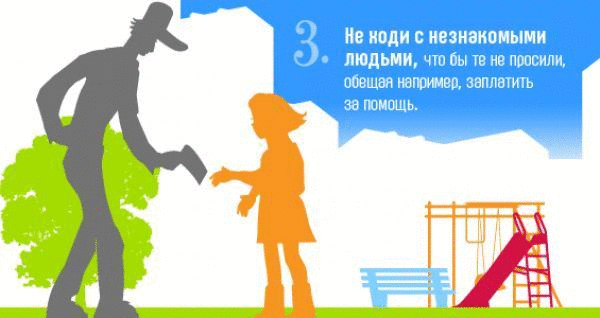 3. Не ходи с незнакомыми
людьми, что бы те не просили,
обещая например, заплатить
за помощь.